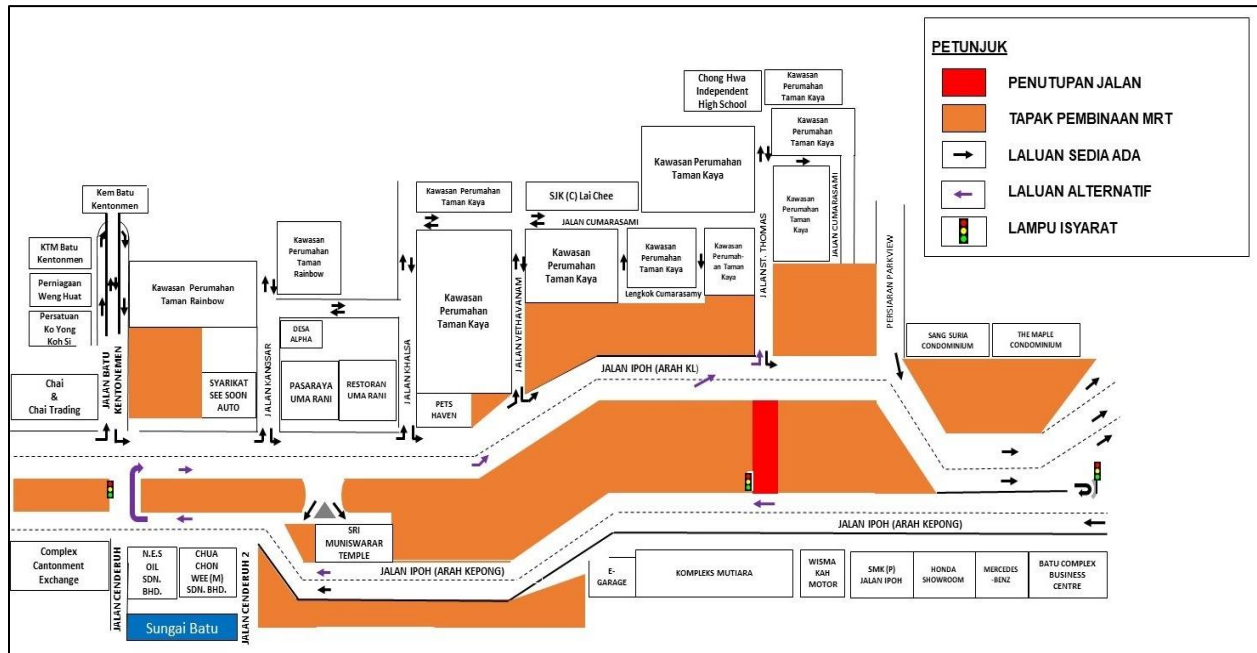 PETUNJUK
PENUTUPAN JALAN
TAPAK PEMBINAAN MRT
LALUAN SEDIA ADA
LALUAN ALTERNATIF
LAMPU ISYARAT
Chong Hwa
Independent
High School
Kawasan
Perumahan
Taman Kaya
Kawasan
Perumahan
Taman Kaya
Kawasan Perumahan
Taman Kaya
Kawasan
Perumahan
Taman
Kaya
JALAN CUMARASAMI
JALAN ST. THOMAS
PERSIARAN PARKVIEW
Kem Batu
Kentonmen
KTM Batu
Kentonmen
Perniagaan
Weng Huat
Persatuan
Ko Yong
Koh Si
Chai
&
Chai Trading
JALAN BATU
KENTONEMEN
Kawasan Perumahan
Taman Rainbow
SYARIKAT
SEE SOON
AUTO
JALAN KANGSAR
Kawasan
Perumahan
Taman
Rainbow
DESA
ALPHA
PASARAYA
UMA RANI
RESTORAN
UMA RANI
JALAN KHALSA
Kawasan Perumahan
Taman Kaya
Kawasan
Perumahan
Taman Kaya
PETS
HAVEN
JALAN VETHAVANAM
SJK (C) Lai Chee
JALAN CUMARASAMI
Kawasan
Perumahan
Taman Kaya
Kawasan
Perumahan
Taman Kaya
Lengkok Cumarasamy
Kawasan
Perumah-
an Taman
Kaya
SANG SURIA
CONDOMINIUM
THE MAPLE
CONDOMINIUM
JALAN IPOH (ARAH KL)
JALAN IPOH (ARAH KEPONG)
SRI
MUNISWARAR
TEMPLE
JALAN IPOH (ARAH KEPONG)
Complex
Cantonment
Exchange
JALAN CENDERUH
N.E.S
OIL
SDN.
BHD.
CHUA
CHON
WEE (M)
SDN. BHD.
JALAN CENDERUH 2
Sungai Batu
E-
GARAGE
KOMPLEKS MUTIARA
WISMA
KAH
MOTOR
SMK (P)
JALAN IPOH
HONDA
SHOWROOM
MERCEDES
-BENZ
BATU COMPLEX
BUSINESS
CENTRE